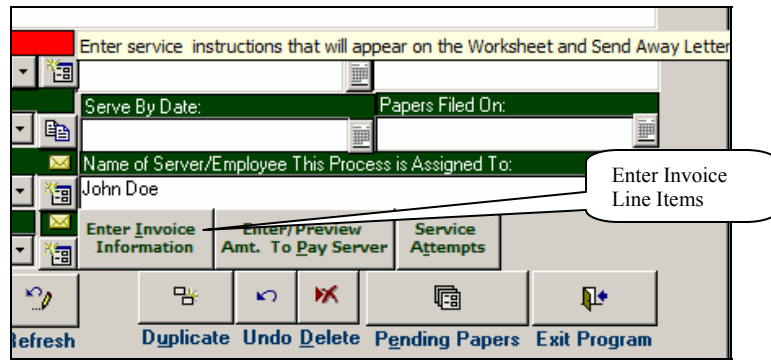 Enter service instructions that will appear on the Worksheet and Send Away Letter
Serve By Date: Papers Filed On:
Name of Server/Employee This Process is Assigned To:
John Doe
Enter Invoice
Line Items
Enter Invoice
Information
Enter/Preview
Amt. To Pay Server
Service
Attempts
Refresh Duplicate Undo Delete Pending Papers Exit Program